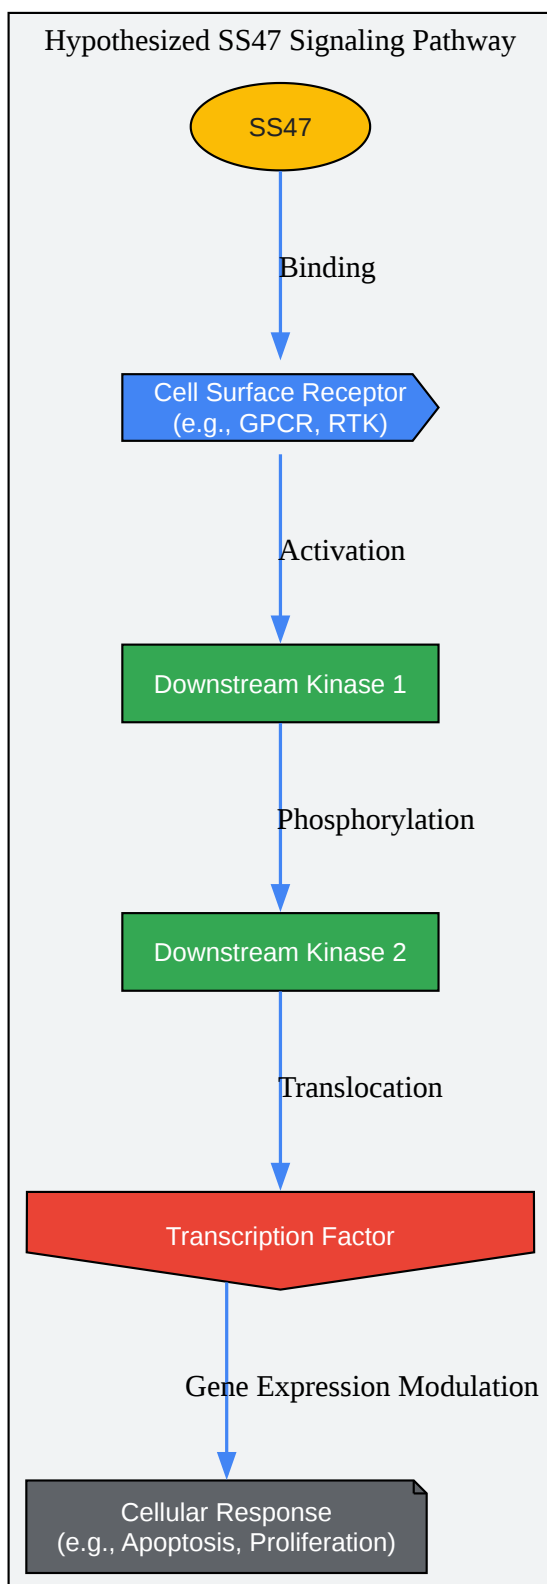 Hypothesized SS47 Signaling Pathway
SS47
Binding
Cell Surface Receptor
(e.g., GPCR, RTK)
Activation
Downstream Kinase 1
Phosphorylation
Downstream Kinase 2
Translocation
Transcription Factor
Gene Expression Modulation
Cellular Response
(e.g., Apoptosis, Proliferation)